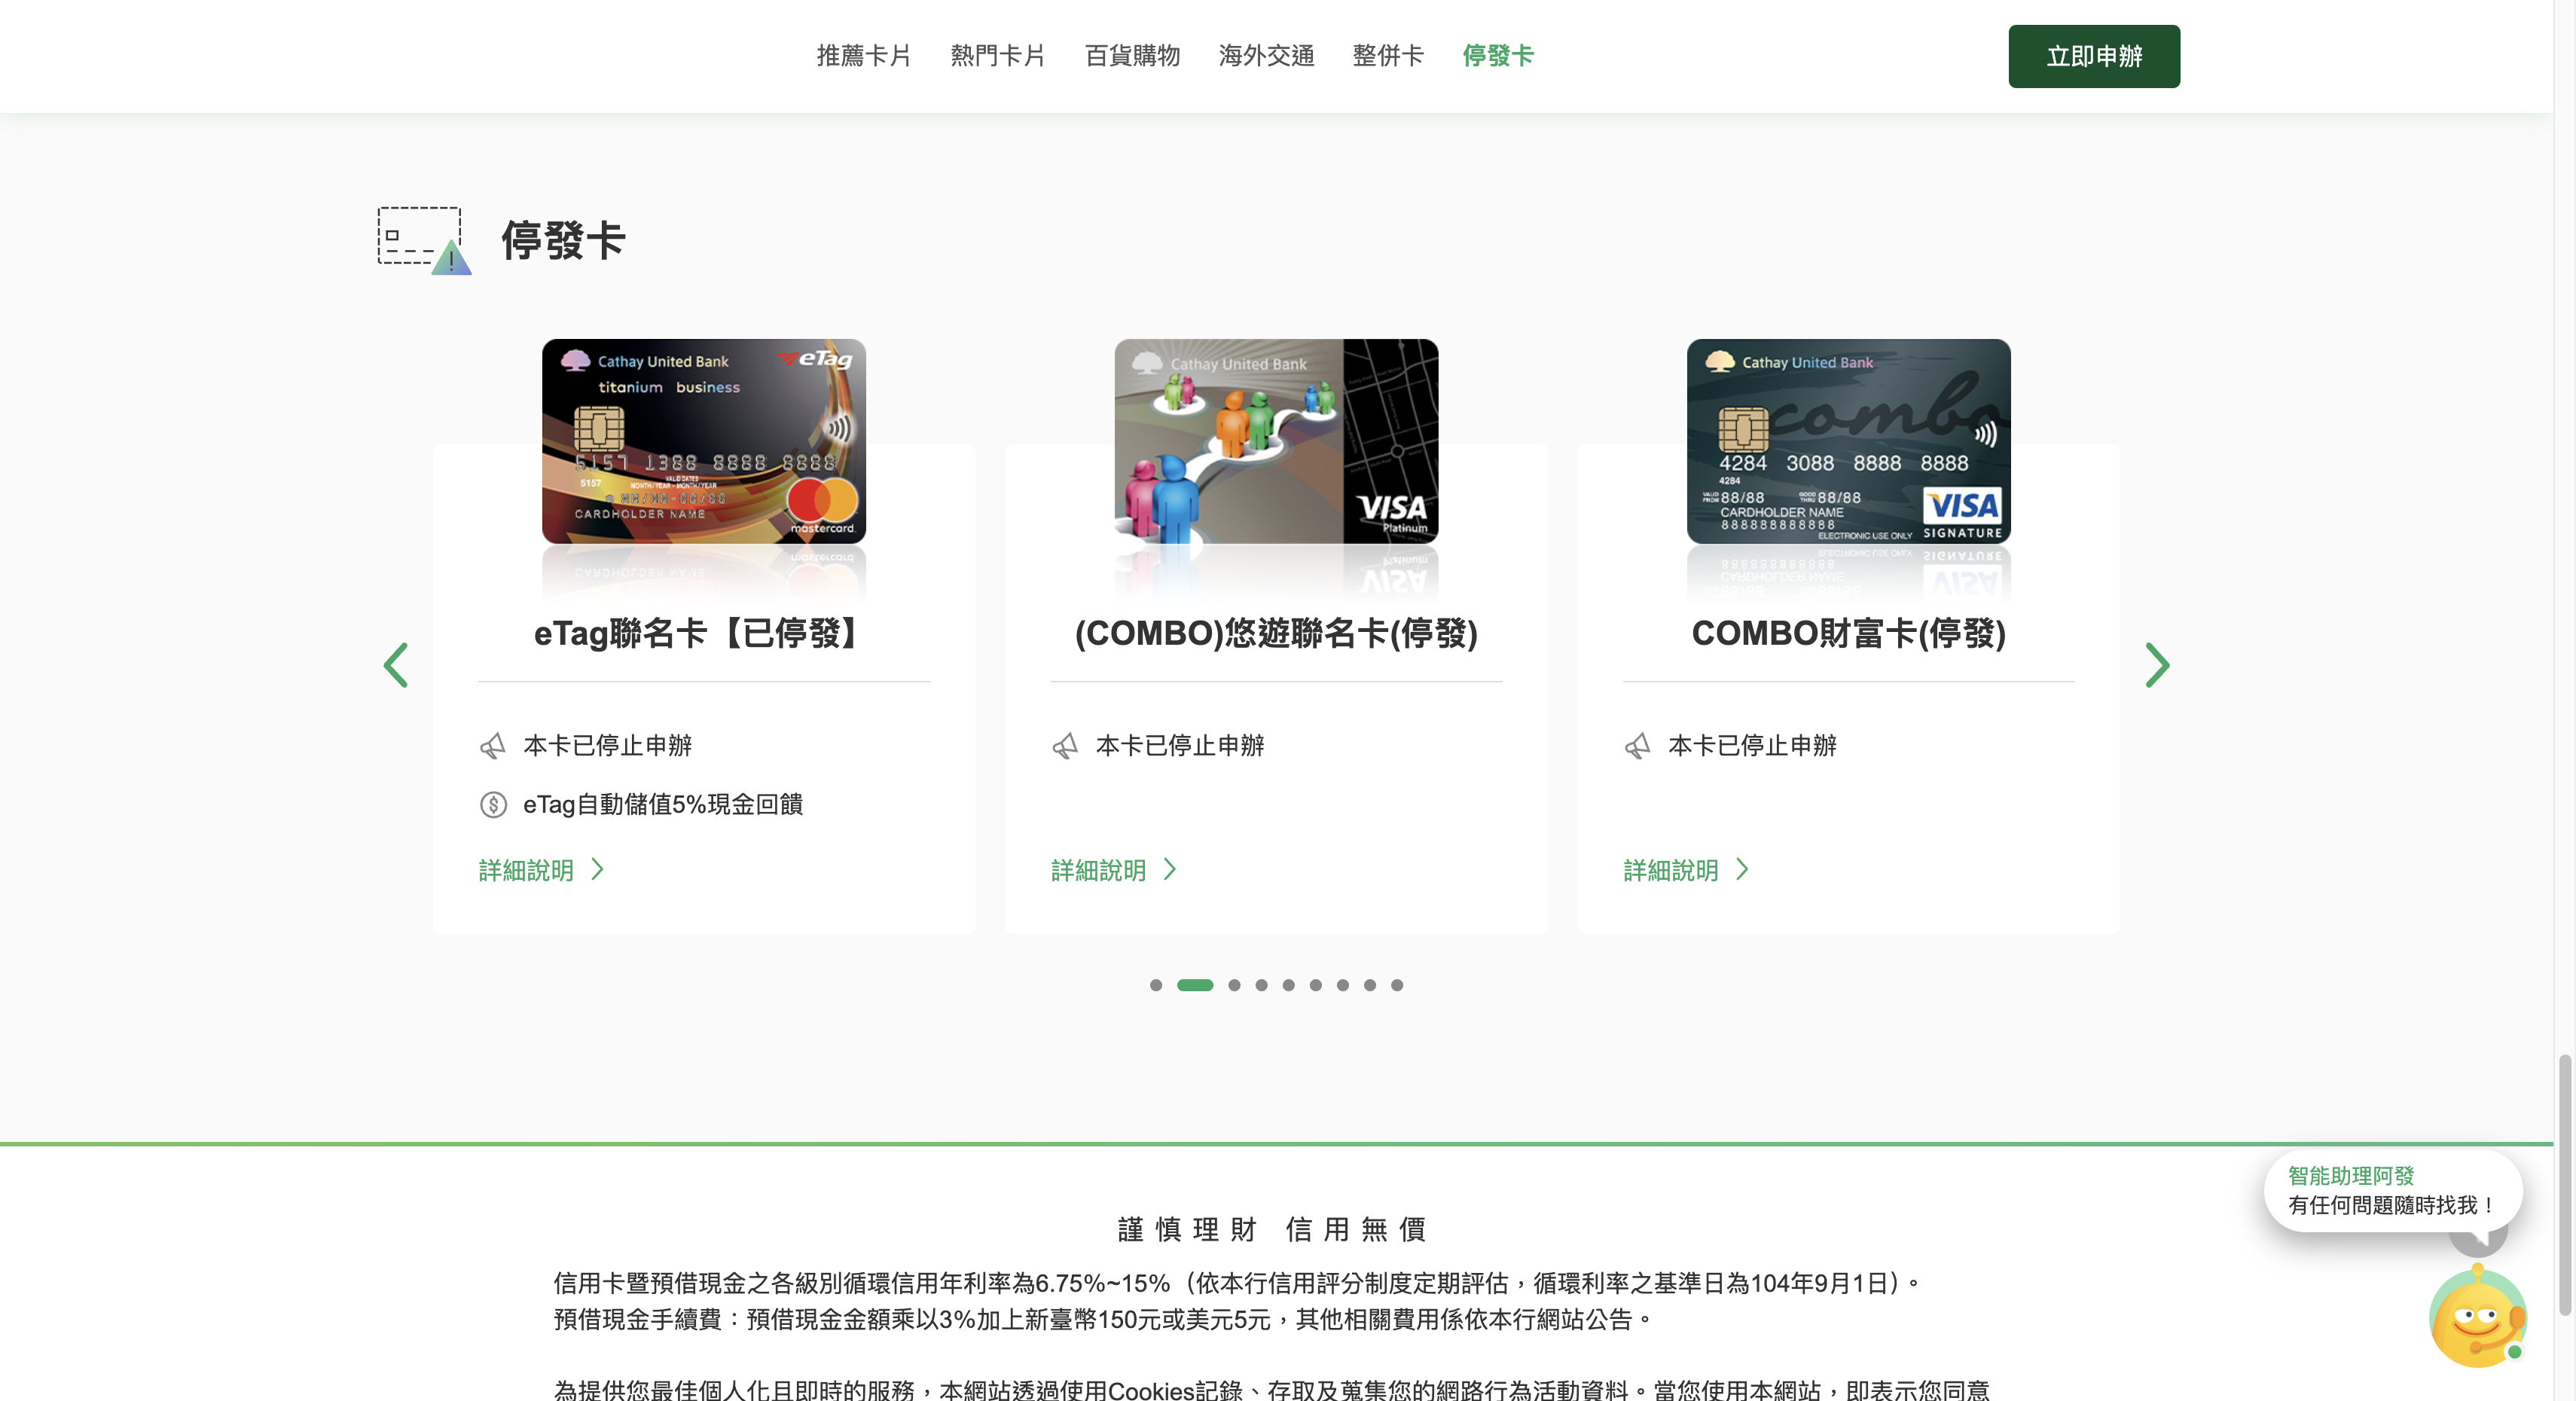 推薦卡片 熱門卡片 百貨購物 海外交通 整併卡 停發卡 立即申辦
停發卡
Cathay United Bank eTag
titanium business
5157 1388 8888 8888
5157 VALID DATES
MONTH/YEAR - MONTH/YEAR
CARDHOLDER NAME
mastercard
Cathay United Bank
VISA
Platinum
Cathay United Bank
combo
4284 3088 8888 8888
4284
VALID FROM 88/88 GOOD THRU 88/88
CARDHOLDER NAME
888888888888
VISA
ELECTRONIC USE ONLY SIGNATURE
eTag聯名卡【已停發】
本卡已停止申辦
eTag自動儲值5%現金回饋
詳細說明
(COMBO)悠遊聯名卡(停發)
本卡已停止申辦
詳細說明
COMBO財富卡(停發)
本卡已停止申辦
詳細說明
謹慎理財 信用無價
信用卡暨預借現金之各級別循環信用年利率為6.75%~15%（依本行信用評分制度定期評估，循環利率之基準日為104年9月1日）。
預借現金手續費：預借現金金額乘以3%加上新臺幣150元或美元5元，其他相關費用係依本行網站公告。
為提供您最佳個人化且即時的服務，本網站透過使用Cookies記錄、存取及蒐集您的網路行為活動資料。當您使用本網站，即表示您同意
智能助理阿發
有任何問題隨時找我！